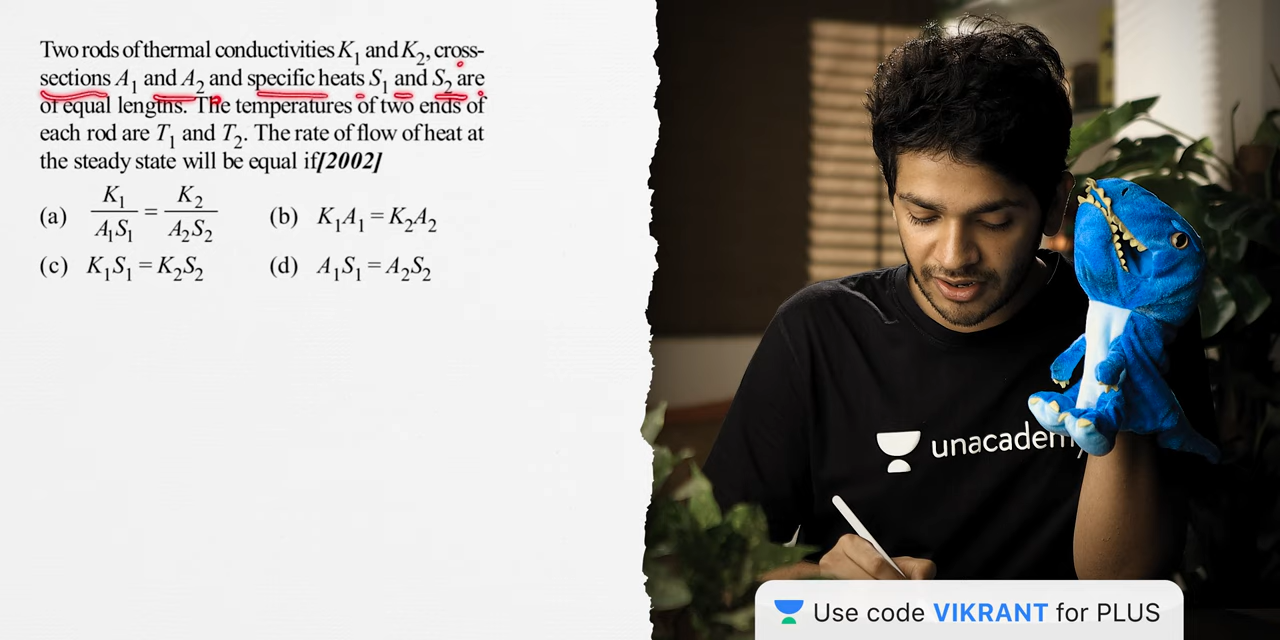 Two rods of thermal conductivities K₁ and K₂, cross-
sections A₁ and A₂ and specific heats S₁ and S₂ are
of equal lengths. The temperatures of two ends of
each rod are T₁ and T₂. The rate of flow of heat at
the steady state will be equal if [2002]
(a) K₁/A₁S₁ = K₂/A₂S₂ (b) K₁A₁ = K₂A₂
(c) K₁S₁ = K₂S₂ (d) A₁S₁ = A₂S₂
unacademy
Use code VIKRANT for PLUS